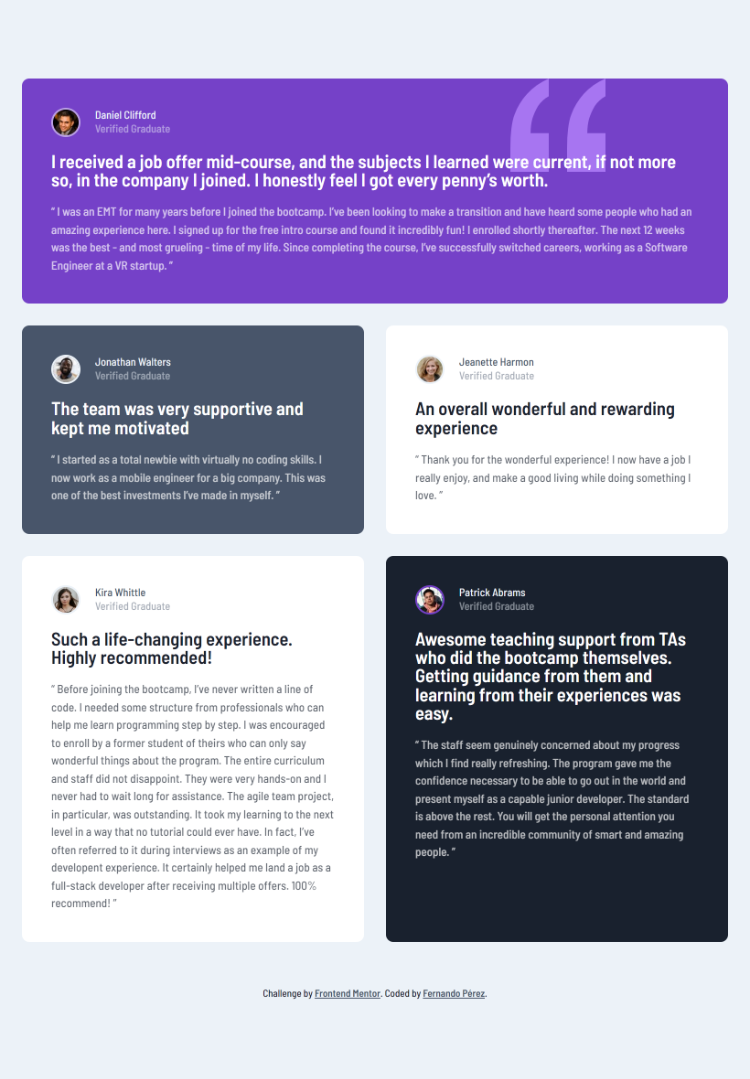 Daniel Clifford
Verified Graduate
I received a job offer mid-course, and the subjects I learned were current, if not more
so, in the company I joined. I honestly feel I got every penny’s worth.
“ I was an EMT for many years before I joined the bootcamp. I’ve been looking to make a transition and have heard some people who had an
amazing experience here. I signed up for the free intro course and found it incredibly fun! I enrolled shortly thereafter. The next 12 weeks
was the best - and most grueling - time of my life. Since completing the course, I’ve successfully switched careers, working as a Software
Engineer at a VR startup. ”
Jonathan Walters
Verified Graduate
The team was very supportive and
kept me motivated
“ I started as a total newbie with virtually no coding skills. I
now work as a mobile engineer for a big company. This was
one of the best investments I’ve made in myself. ”
Jeanette Harmon
Verified Graduate
An overall wonderful and rewarding
experience
“ Thank you for the wonderful experience! I now have a job I
really enjoy, and make a good living while doing something I
love. ”
Kira Whittle
Verified Graduate
Such a life-changing experience.
Highly recommended!
“ Before joining the bootcamp, I’ve never written a line of
code. I needed some structure from professionals who can
help me learn programming step by step. I was encouraged
to enroll by a former student of theirs who can only say
wonderful things about the program. The entire curriculum
and staff did not disappoint. They were very hands-on and I
never had to wait long for assistance. The agile team project,
in particular, was outstanding. It took my learning to the next
level in a way that no tutorial could ever have. In fact, I’ve
often referred to it during interviews as an example of my
developent experience. It certainly helped me land a job as a
full-stack developer after receiving multiple offers. 100%
recommend! ”
Patrick Abrams
Verified Graduate
Awesome teaching support from TAs
who did the bootcamp themselves.
Getting guidance from them and
learning from their experiences was
easy.
“ The staff seem genuinely concerned about my progress
which I find really refreshing. The program gave me the
confidence necessary to be able to go out in the world and
present myself as a capable junior developer. The standard
is above the rest. You will get the personal attention you
need from an incredible community of smart and amazing
people. ”
Challenge by Frontend Mentor. Coded by Fernando Pérez.